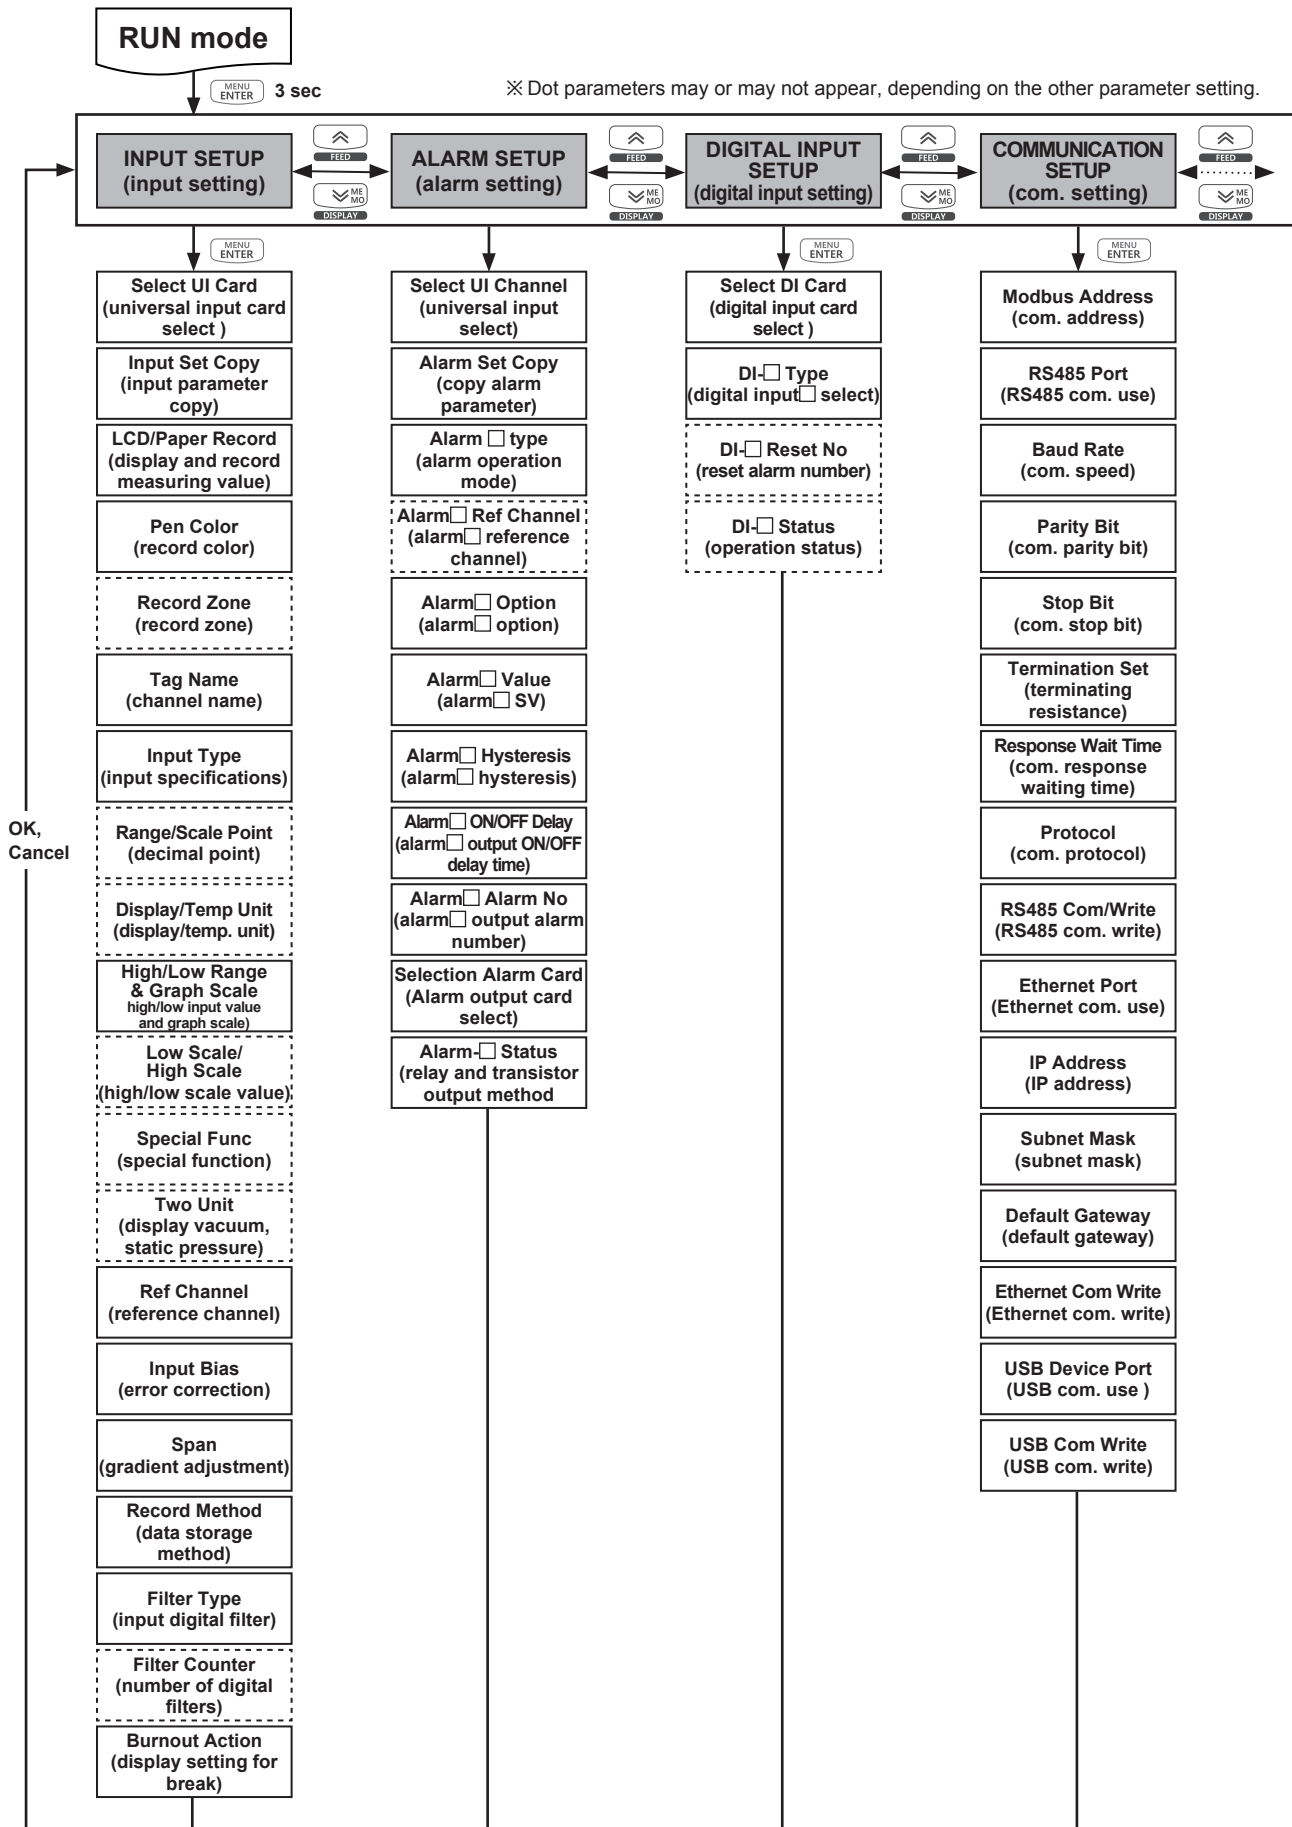 RUN mode
MENU
ENTER
3 sec
※ Dot parameters may or may not appear, depending on the other parameter setting.
INPUT SETUP
(input setting)
FEED
ME
MO
DISPLAY
ALARM SETUP
(alarm setting)
FEED
ME
MO
DISPLAY
DIGITAL INPUT
SETUP
(digital input setting)
FEED
ME
MO
DISPLAY
COMMUNICATION
SETUP
(com. setting)
FEED
ME
MO
DISPLAY
OK,
Cancel
MENU
ENTER
Select UI Card
(universal input card
select )
Input Set Copy
(input parameter
copy)
LCD/Paper Record
(display and record
measuring value)
Pen Color
(record color)
Record Zone
(record zone)
Tag Name
(channel name)
Input Type
(input specifications)
Range/Scale Point
(decimal point)
Display/Temp Unit
(display/temp. unit)
High/Low Range
& Graph Scale
high/low input value
and graph scale)
Low Scale/
High Scale
(high/low scale value)
Special Func
(special function)
Two Unit
(display vacuum,
static pressure)
Ref Channel
(reference channel)
Input Bias
(error correction)
Span
(gradient adjustment)
Record Method
(data storage
method)
Filter Type
(input digital filter)
Filter Counter
(number of digital
filters)
Burnout Action
(display setting for
break)
Select UI Channel
(universal input
select)
Alarm Set Copy
(copy alarm
parameter)
Alarm □ type
(alarm operation
mode)
Alarm□ Ref Channel
(alarm□ reference
channel)
Alarm□ Option
(alarm□ option)
Alarm□ Value
(alarm□ SV)
Alarm□ Hysteresis
(alarm□ hysteresis)
Alarm□ ON/OFF Delay
(alarm□ output ON/OFF
delay time)
Alarm□ Alarm No
(alarm□ output alarm
number)
Selection Alarm Card
(Alarm output card
select)
Alarm-□ Status
(relay and transistor
output method
MENU
ENTER
Select DI Card
(digital input card
select )
DI-□ Type
(digital input□ select)
DI-□ Reset No
(reset alarm number)
DI-□ Status
(operation status)
MENU
ENTER
Modbus Address
(com. address)
RS485 Port
(RS485 com. use)
Baud Rate
(com. speed)
Parity Bit
(com. parity bit)
Stop Bit
(com. stop bit)
Termination Set
(terminating
resistance)
Response Wait Time
(com. response
waiting time)
Protocol
(com. protocol)
RS485 Com/Write
(RS485 com. write)
Ethernet Port
(Ethernet com. use)
IP Address
(IP address)
Subnet Mask
(subnet mask)
Default Gateway
(default gateway)
Ethernet Com Write
(Ethernet com. write)
USB Device Port
(USB com. use )
USB Com Write
(USB com. write)